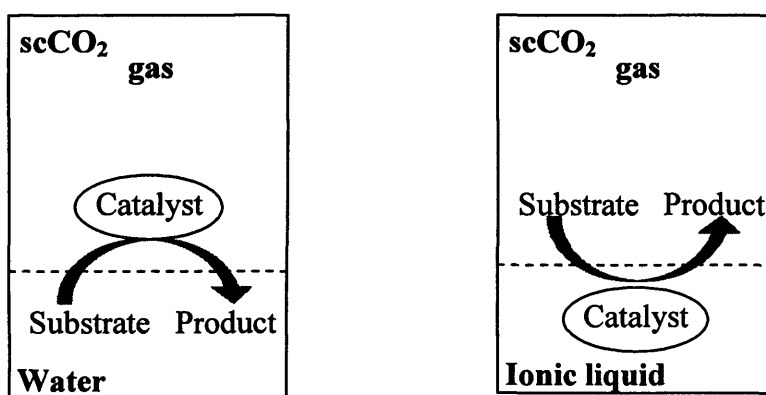 scCO₂
gas
Catalyst
Substrate Product
Water
scCO₂
gas
Substrate Product
Catalyst
Ionic liquid